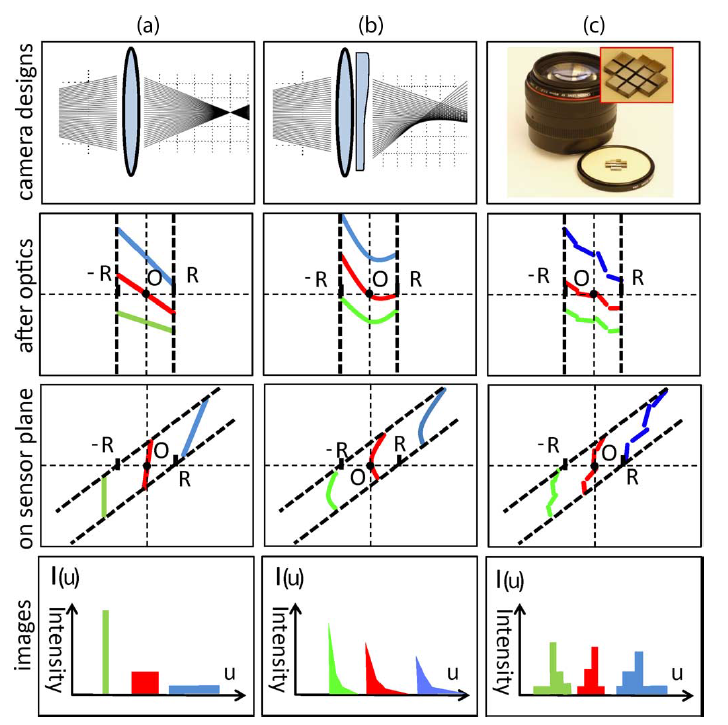 (a)
(b)
(c)
camera designs
after optics
-R
O
R
-R
O
R
-R
O
R
on sensor plane
-R
O
R
-R
O
R
-R
O
R
images
I(u)
Intensity
u
I(u)
Intensity
u
I(u)
Intensity
u